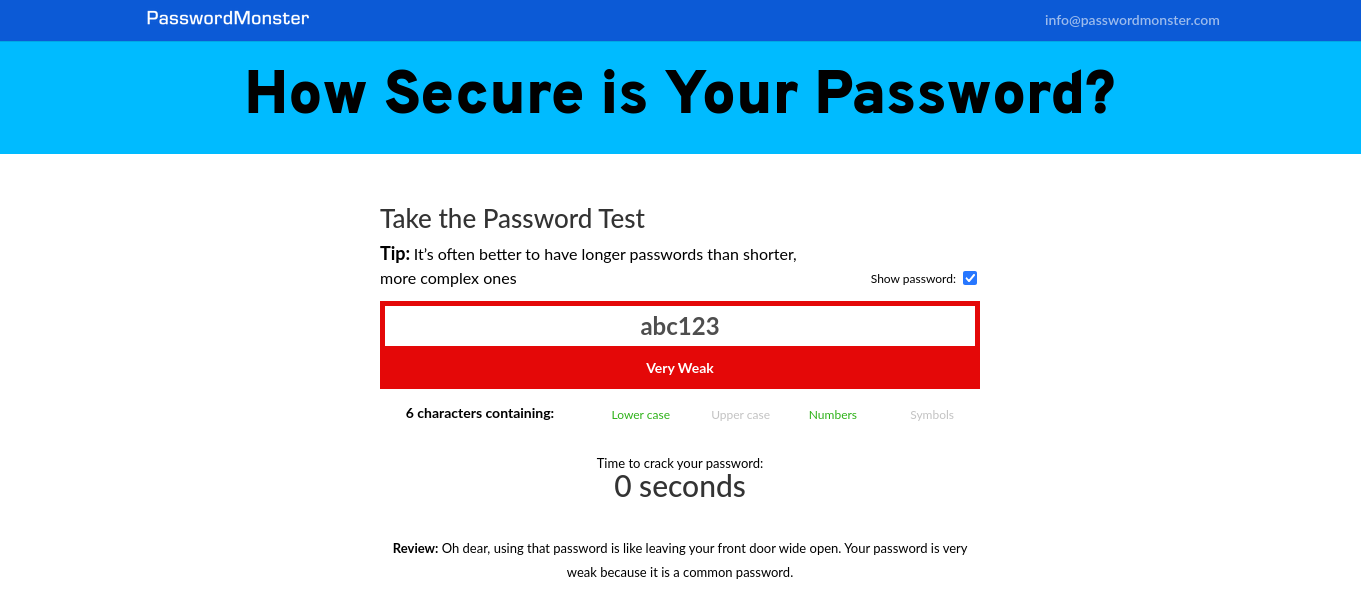 PasswordMonster
info@passwordmonster.com
How Secure is Your Password?
Take the Password Test
Tip: It's often better to have longer passwords than shorter,
more complex ones
Show password:
abc123
Very Weak
6 characters containing:
Lower case
Upper case
Numbers
Symbols
Time to crack your password:
0 seconds
Review: Oh dear, using that password is like leaving your front door wide open. Your password is very
weak because it is a common password.